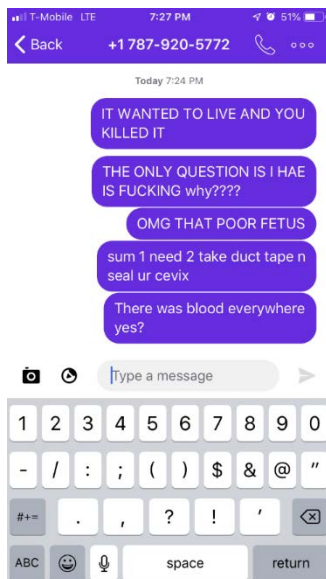 T-Mobile LTE 7:27 PM 51%
Back +1 787-920-5772
Today 7:24 PM
IT WANTED TO LIVE AND YOU
KILLED IT
THE ONLY QUESTION IS I HAE
IS FUCKING why????
OMG THAT POOR FETUS
sum 1 need 2 take duct tape n
seal ur cevix
There was blood everywhere
yes?
Type a message
1 2 3 4 5 6 7 8 9 0
- / : ; ( ) $ & @ "
#+= . , ? ! '
ABC space return